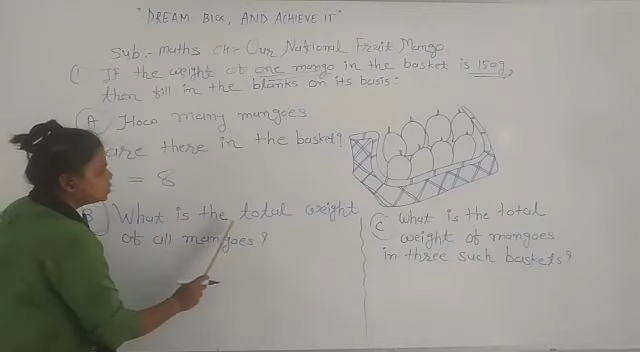 "DREAM BIG, AND ACHIEVE IT"
Sub:- maths CH:- Our National Fruit Mango
① If the weight of one mango in the basket is 150g,
then fill in the blanks on its basis:-
Ⓐ How many mangoes
are there in the basket?
= 8
Ⓑ What is the total weight
of all mangoes?
Ⓒ What is the total
weight of mangoes
in three such baskets?